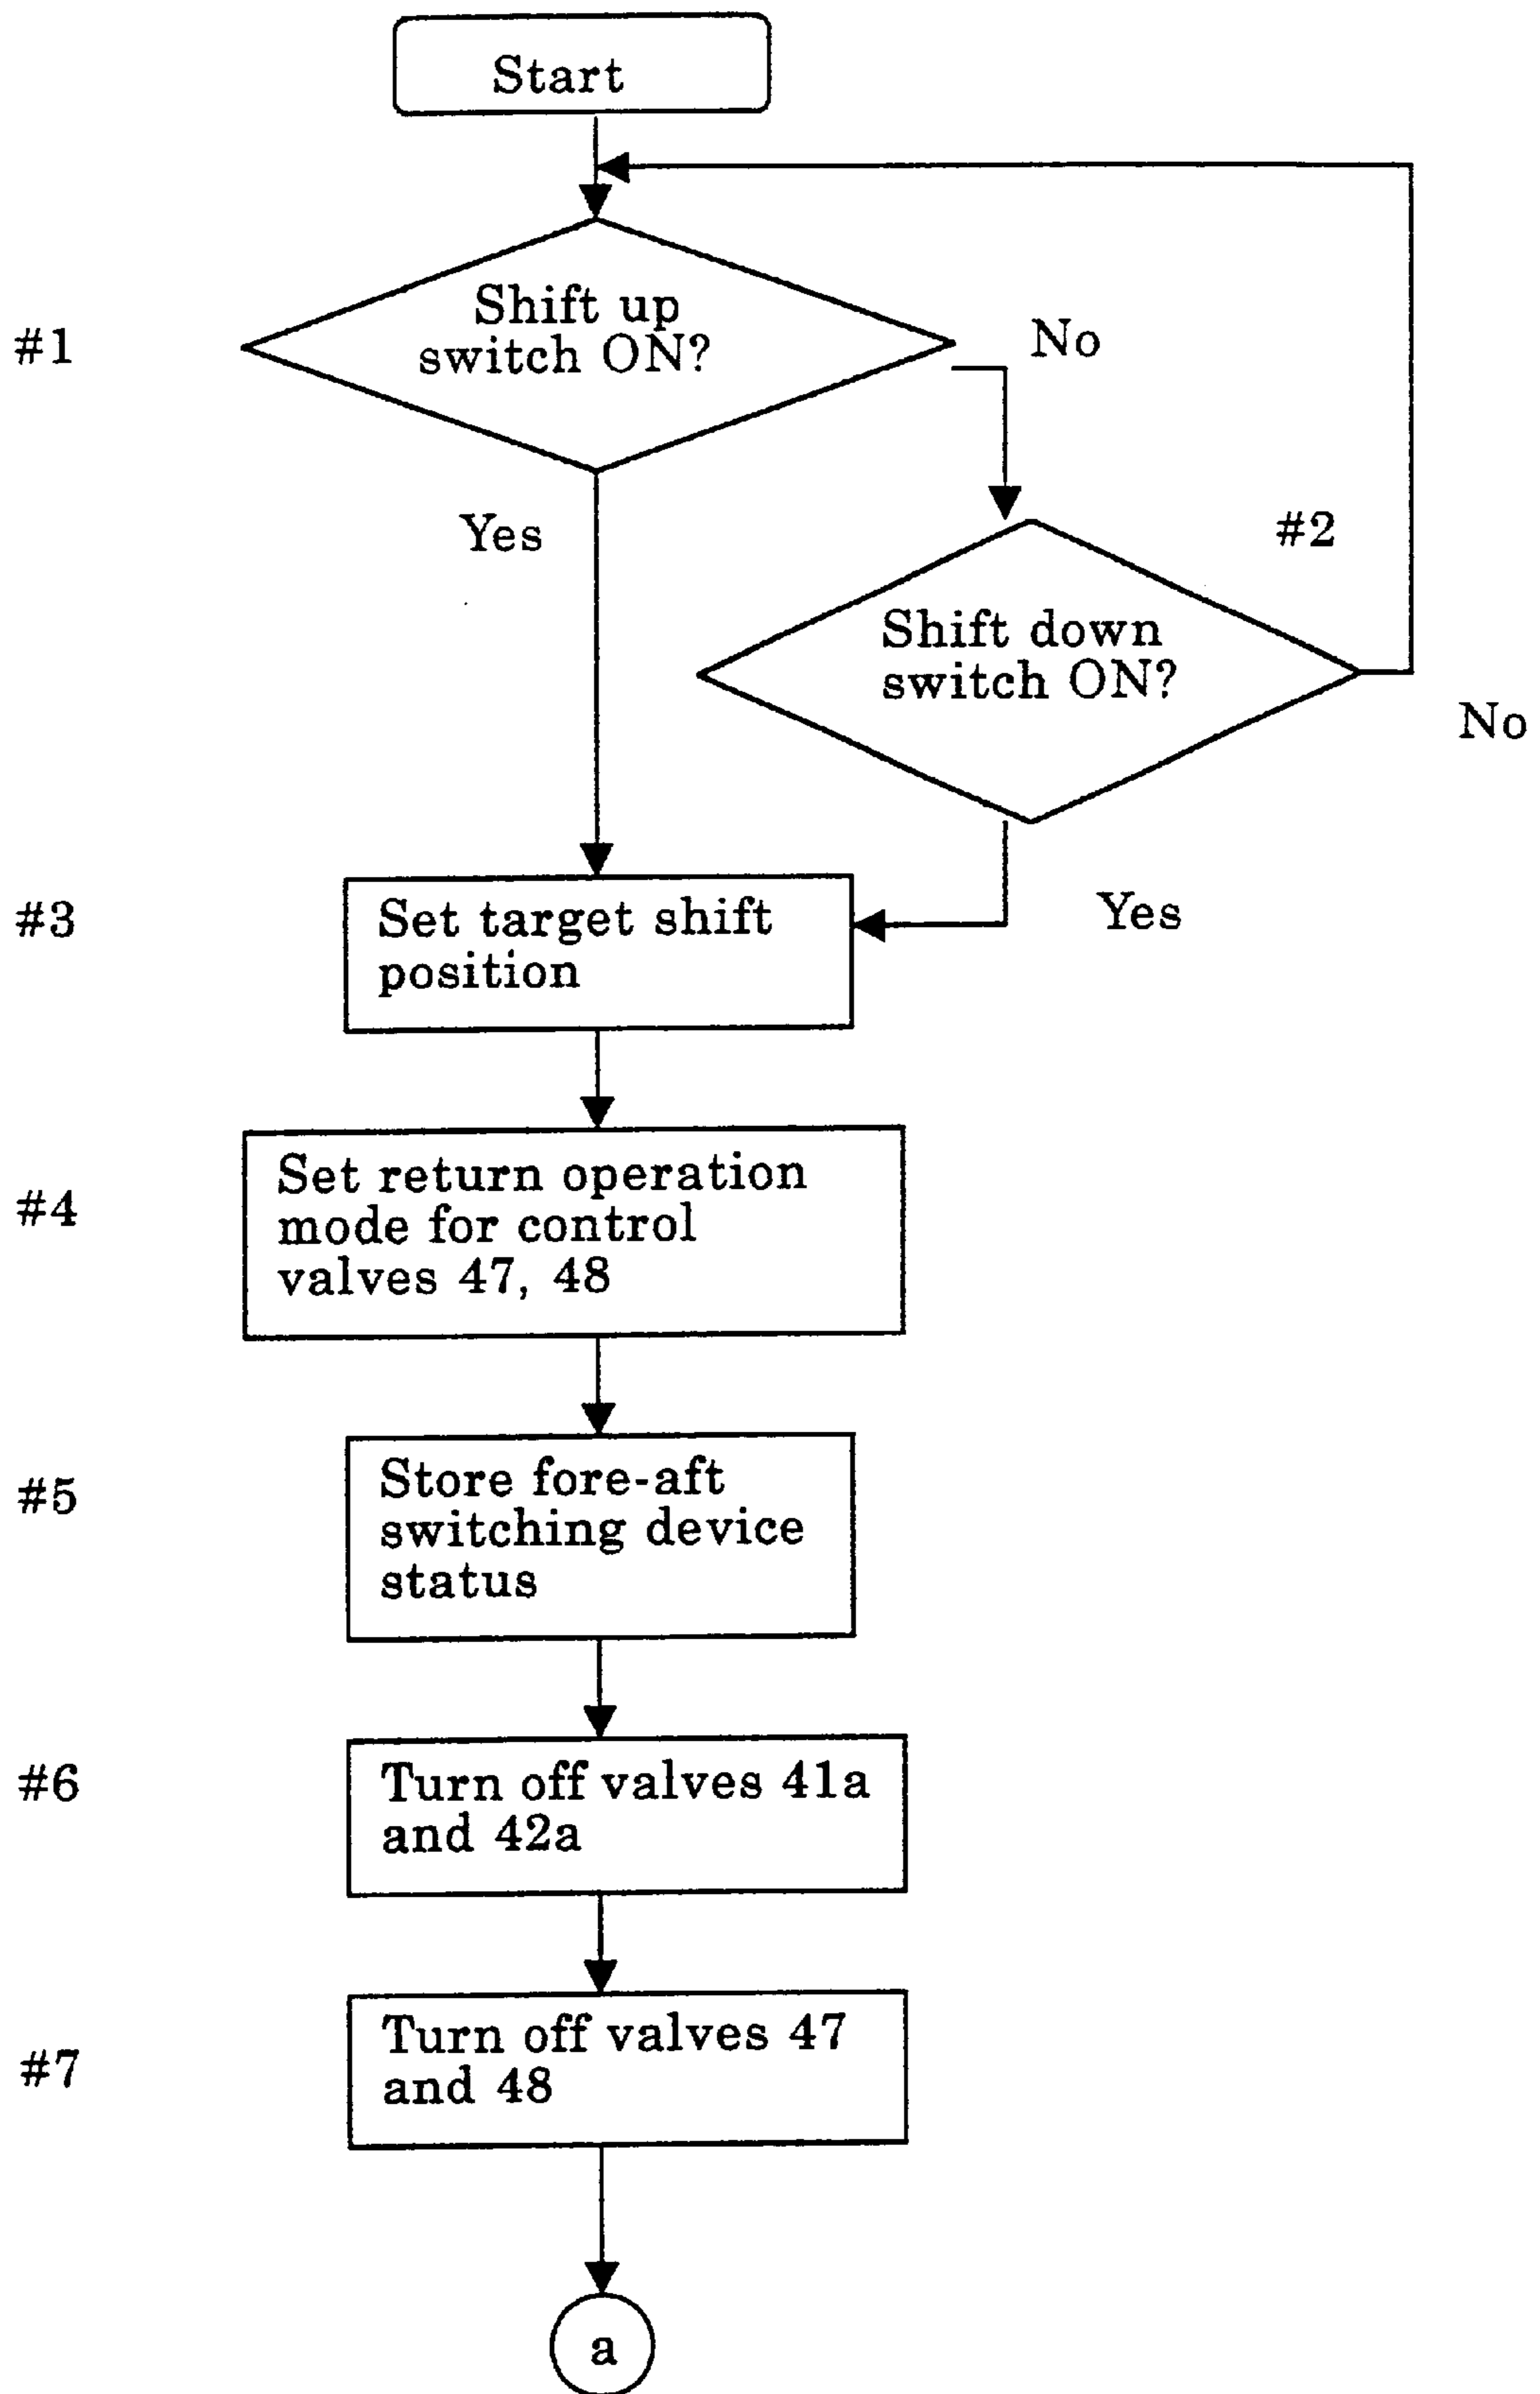 Start
#1
Shift up
switch ON?
No
Yes
#2
Shift down
switch ON?
No
Yes
#3
Set target shift
position
#4
Set return operation
mode for control
valves 47, 48
#5
Store fore-aft
switching device
status
#6
Turn off valves 41a
and 42a
#7
Turn off valves 47
and 48
a